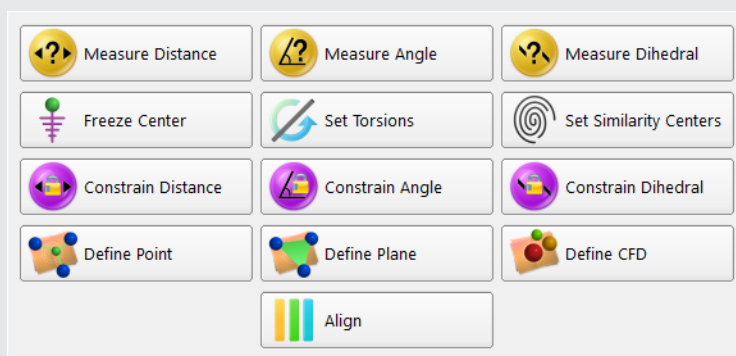 Measure Distance
Measure Angle
Measure Dihedral
Freeze Center
Set Torsions
Set Similarity Centers
Constrain Distance
Constrain Angle
Constrain Dihedral
Define Point
Define Plane
Define CFD
Align